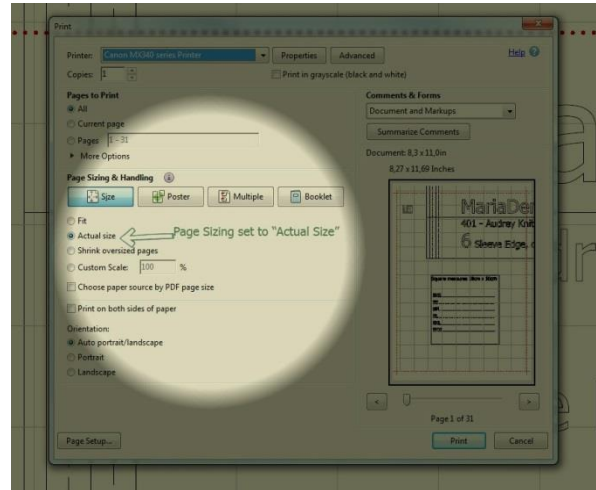 Print
Printer: Canon MX340 series Printer Properties Advanced Help
Copies: 1 Print in grayscale (black and white)
Pages to Print
All
Current page
Pages 1 - 31
More Options
Page Sizing & Handling
Size Poster Multiple Booklet
Fit
Actual size
Page Sizing set to "Actual Size"
Shrink oversized pages
Custom Scale: 100 %
Choose paper source by PDF page size
Print on both sides of paper
Orientation:
Auto portrait/landscape
Portrait
Landscape
Comments & Forms
Document and Markups
Summarize Comments
Document: 8,3 x 11,0in
8,27 x 11,69 Inches
MariaDen
401 - Audrey Knit
6 Sleeve Edge,
Page 1 of 31
Page Setup... Print Cancel